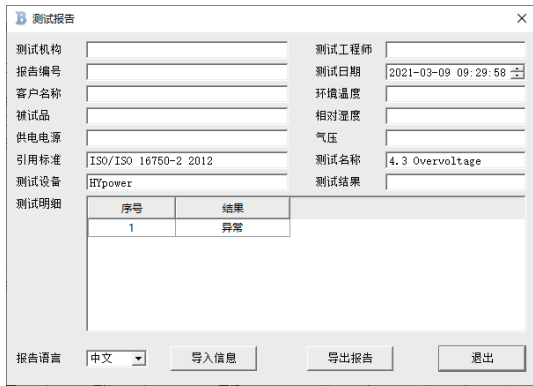 测试报告
测试机构 测试工程师
报告编号 测试日期 2021-03-09 09:29:58
客户名称 环境温度
被试品 相对湿度
供电电源 气压
引用标准 ISO/ISO 16750-2 2012 测试名称 4.3 Overvoltage
测试设备 HYpower 测试结果
测试明细 序号 结果
1 异常
报告语言 中文 导入信息 导出报告 退出